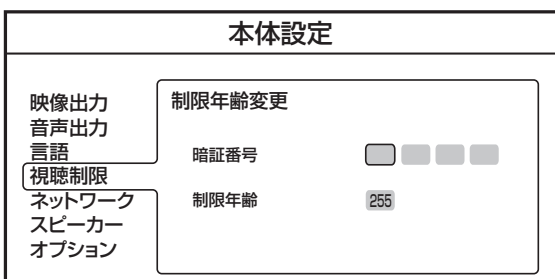 本体設定
映像出力
音声出力
言語
視聴制限
ネットワーク
スピーカー
オプション
制限年齢変更
暗証番号
制限年齢 255